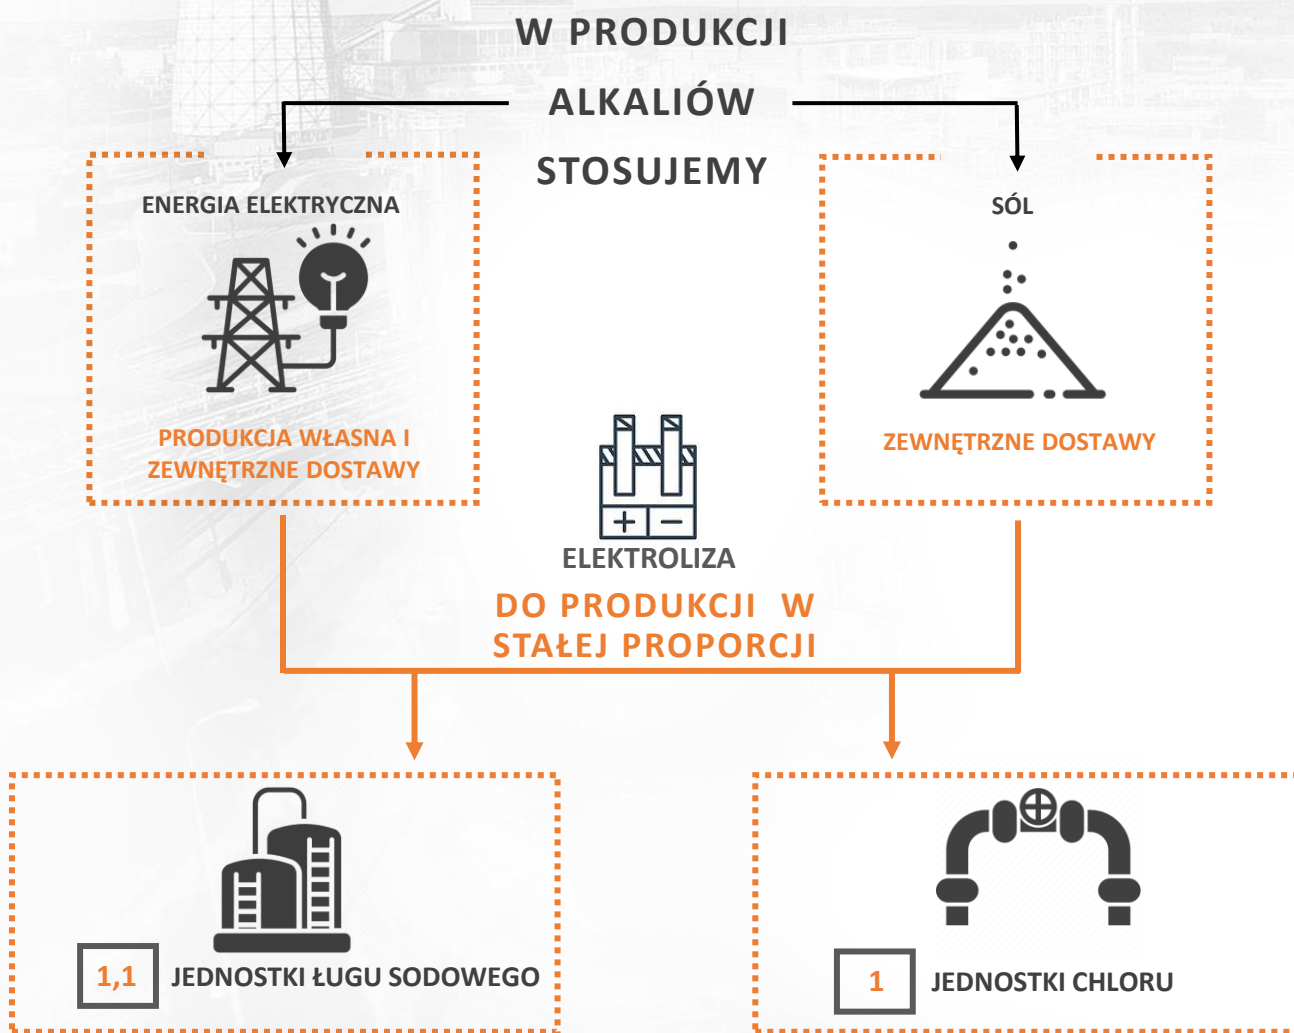 W PRODUKCJI
ALKALIÓW
STOSUJEMY
ENERGIA ELEKTRYCZNA
PRODUKCJA WŁASNA I
ZEWNĘTRZNE DOSTAWY
SÓL
ZEWNĘTRZNE DOSTAWY
+ −
ELEKTROLIZA
DO PRODUKCJI W
STAŁEJ PROPORCJI
1,1 JEDNOSTKI ŁUGU SODOWEGO
1 JEDNOSTKI CHLORU